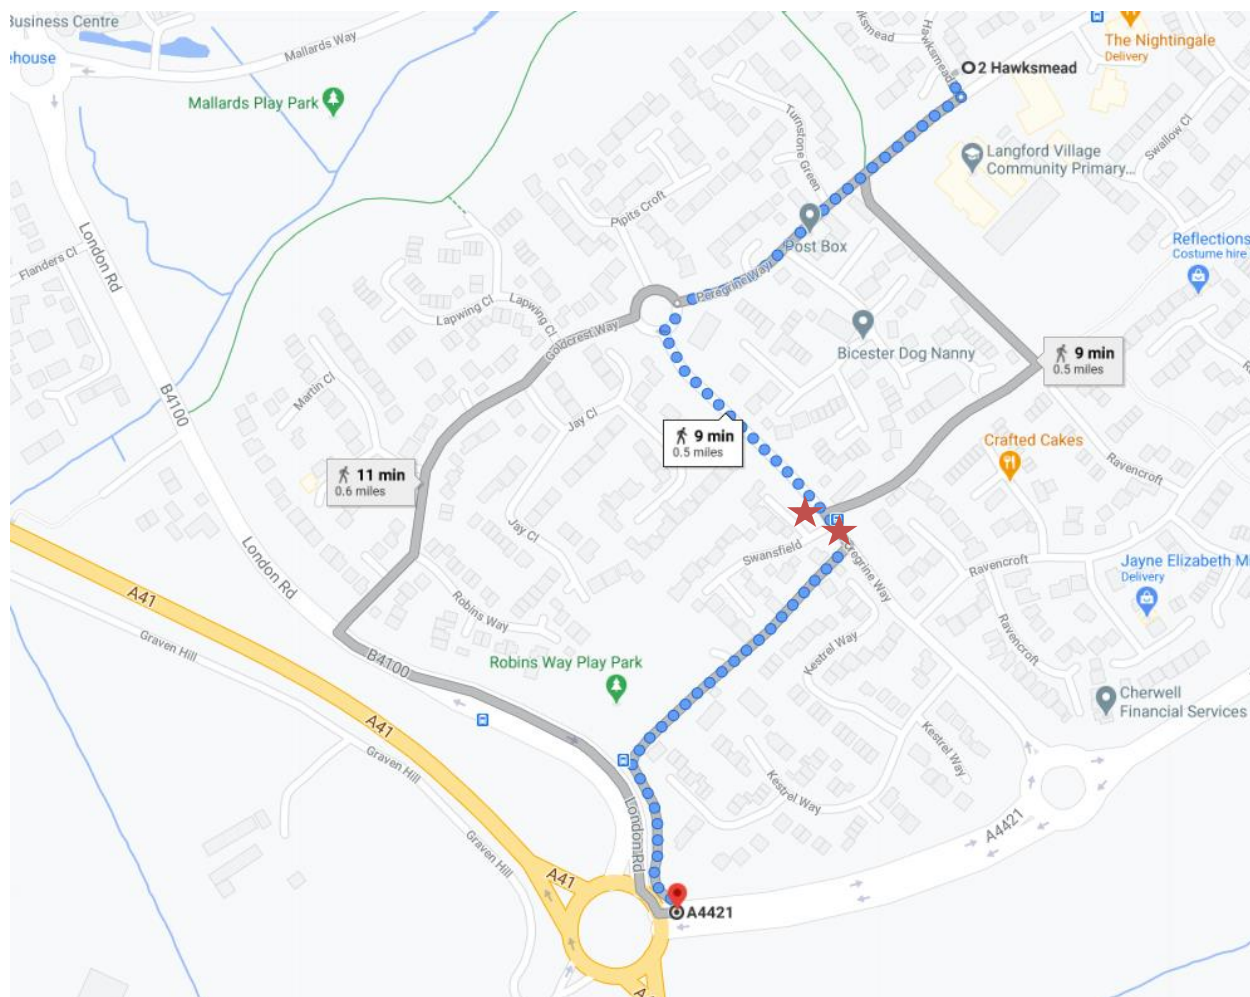 Business Centre
ehouse
Mallards Way
Mallards Play Park
Hawksmead
Hawksmead
2 Hawksmead
The Nightingale
Delivery
Turnstone Green
Langford Village
Community Primary...
Swallow Cl
Pipits Croft
Post Box
Reflections
Costume hire
London Rd
Flanders Cl
Lapwing Cl
Lapwing Cl
Peregrine Way
Goldcrest Way
Bicester Dog Nanny
9 min
0.5 miles
Martin Cl
B4100
Jay Cl
9 min
0.5 miles
Crafted Cakes
Ravencroft
11 min
0.6 miles
Jay Cl
Swansfield
regrine Way
Ravencroft
Jayne Elizabeth M
Delivery
London Rd
A41
Graven Hill
Robins Way
Kestrel Way
Ravencroft
B4100
Robins Way Play Park
Cherwell
Financial Services
A41
Graven Hill
Kestrel Way
Kestrel Way
London Rd
A4421
Graven Hill
A41
A4421